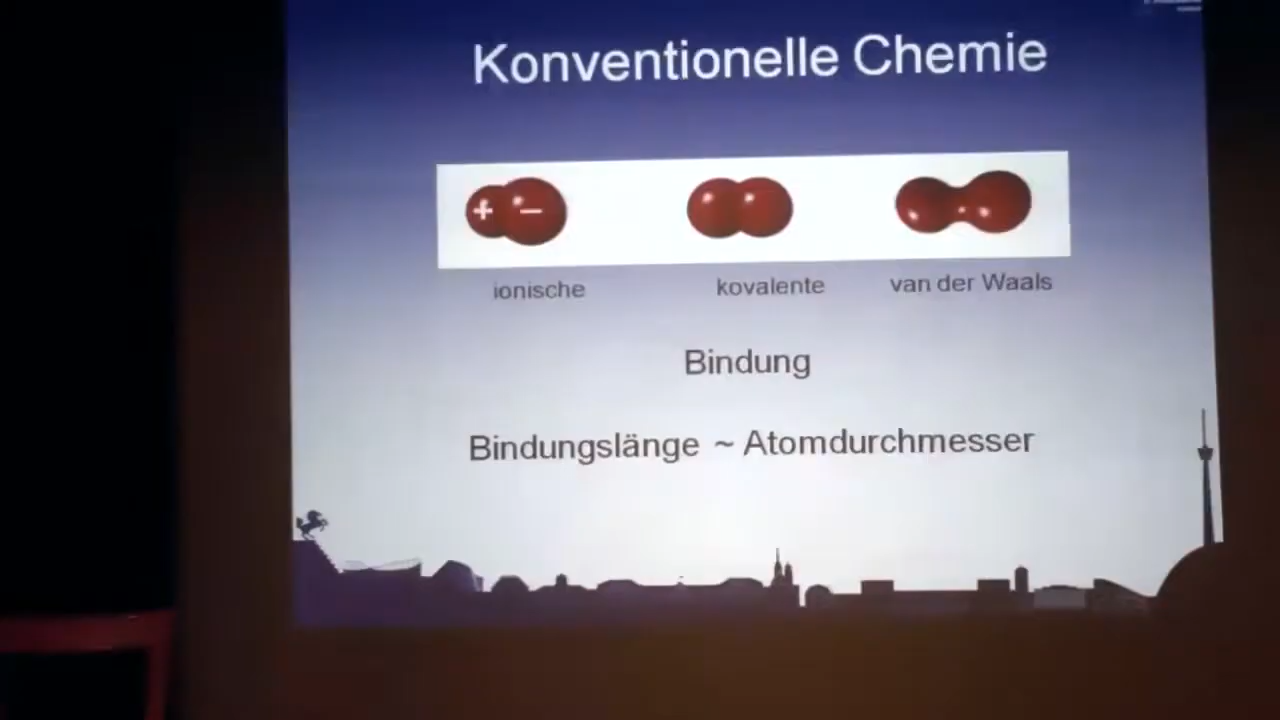 Konventionelle Chemie
+ −
ionische kovalente van der Waals
Bindung
Bindungslänge ~ Atomdurchmesser